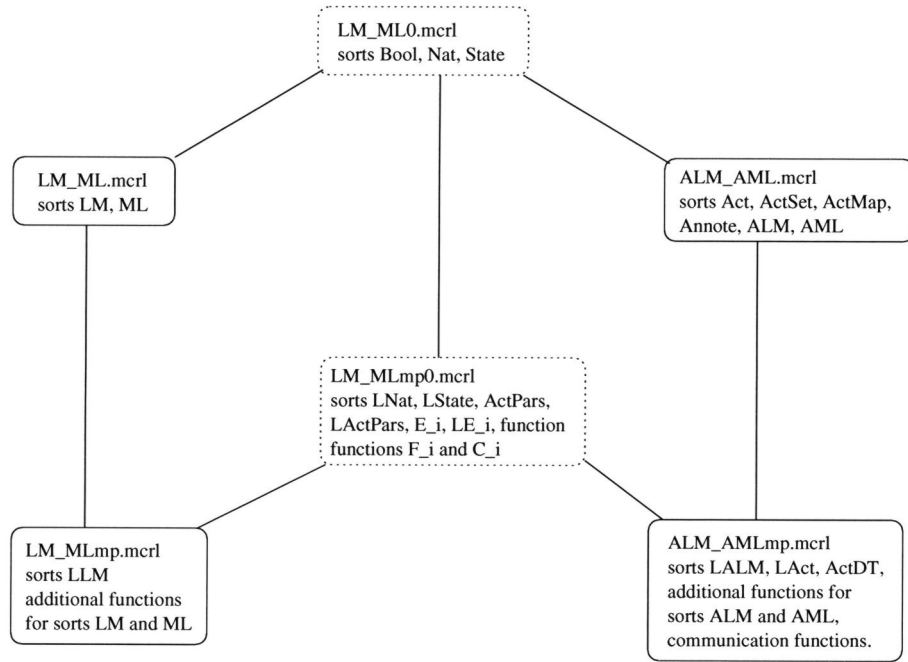 LM_ML0.mcrl
sorts Bool, Nat, State
LM_ML.mcrl
sorts LM, ML
ALM_AML.mcrl
sorts Act, ActSet, ActMap,
Annote, ALM, AML
LM_MLmp0.mcrl
sorts LNat, LState, ActPars,
LActPars, E_i, LE_i, function
functions F_i and C_i
LM_MLmp.mcrl
sorts LLM
additional functions
for sorts LM and ML
ALM_AMLmp.mcrl
sorts LALM, LAct, ActDT,
additional functions for
sorts ALM and AML,
communication functions.